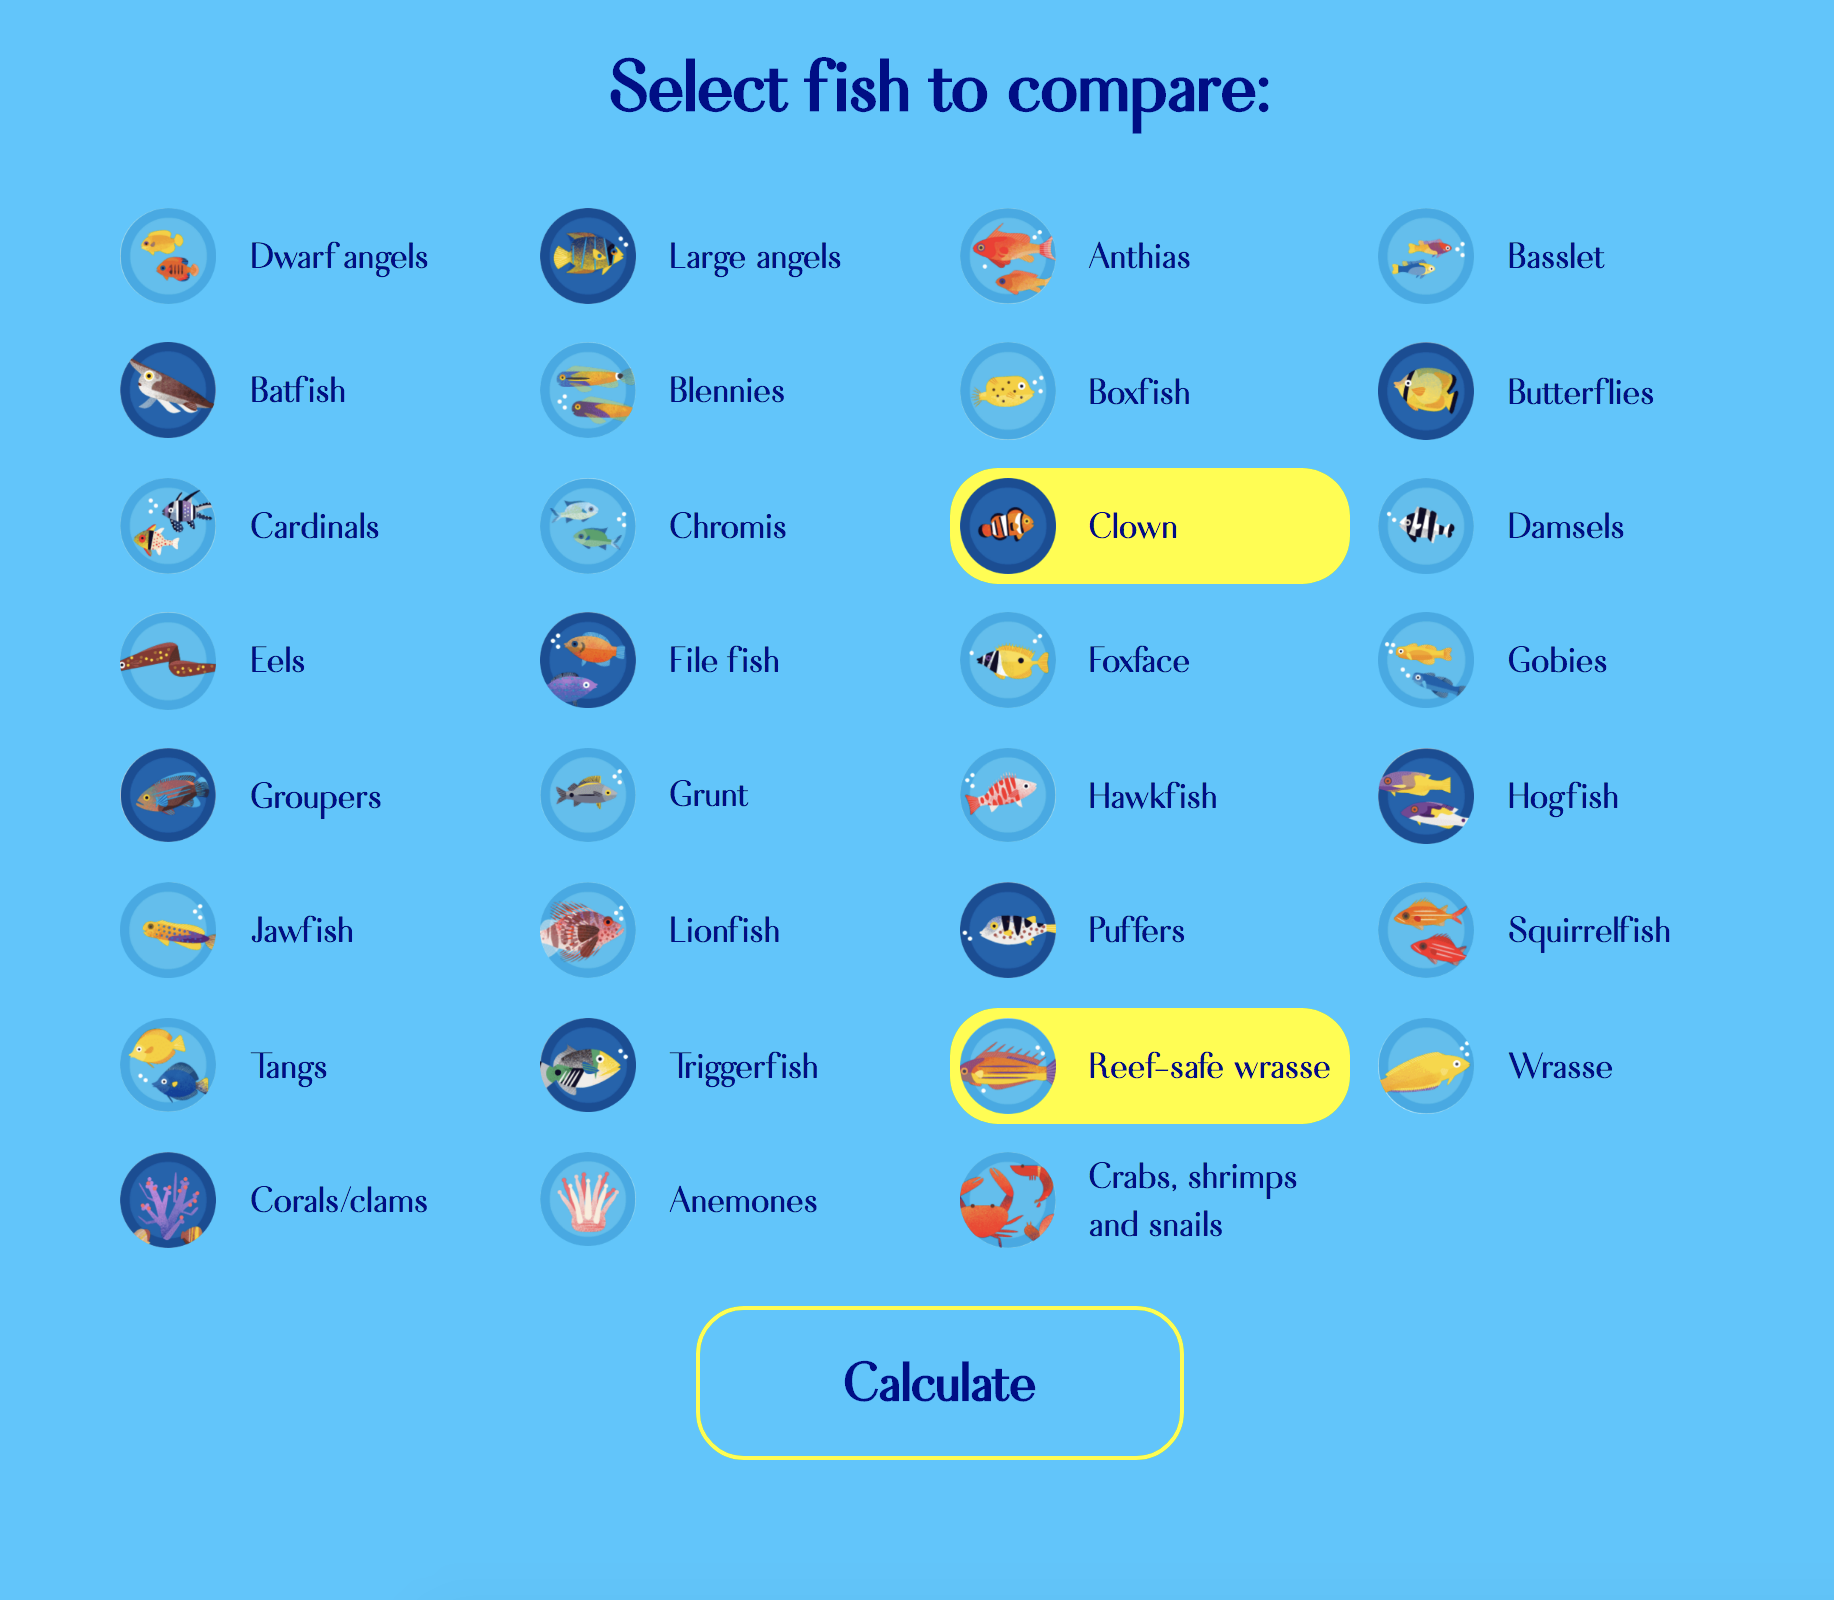 Select fish to compare:
Dwarf angels
Large angels
Anthias
Basslet
Batfish
Blennies
Boxfish
Butterflies
Cardinals
Chromis
Clown
Damsels
Eels
File fish
Foxface
Gobies
Groupers
Grunt
Hawkfish
Hogfish
Jawfish
Lionfish
Puffers
Squirrelfish
Tangs
Triggerfish
Reef-safe wrasse
Wrasse
Corals/clams
Anemones
Crabs, shrimps
and snails
Calculate